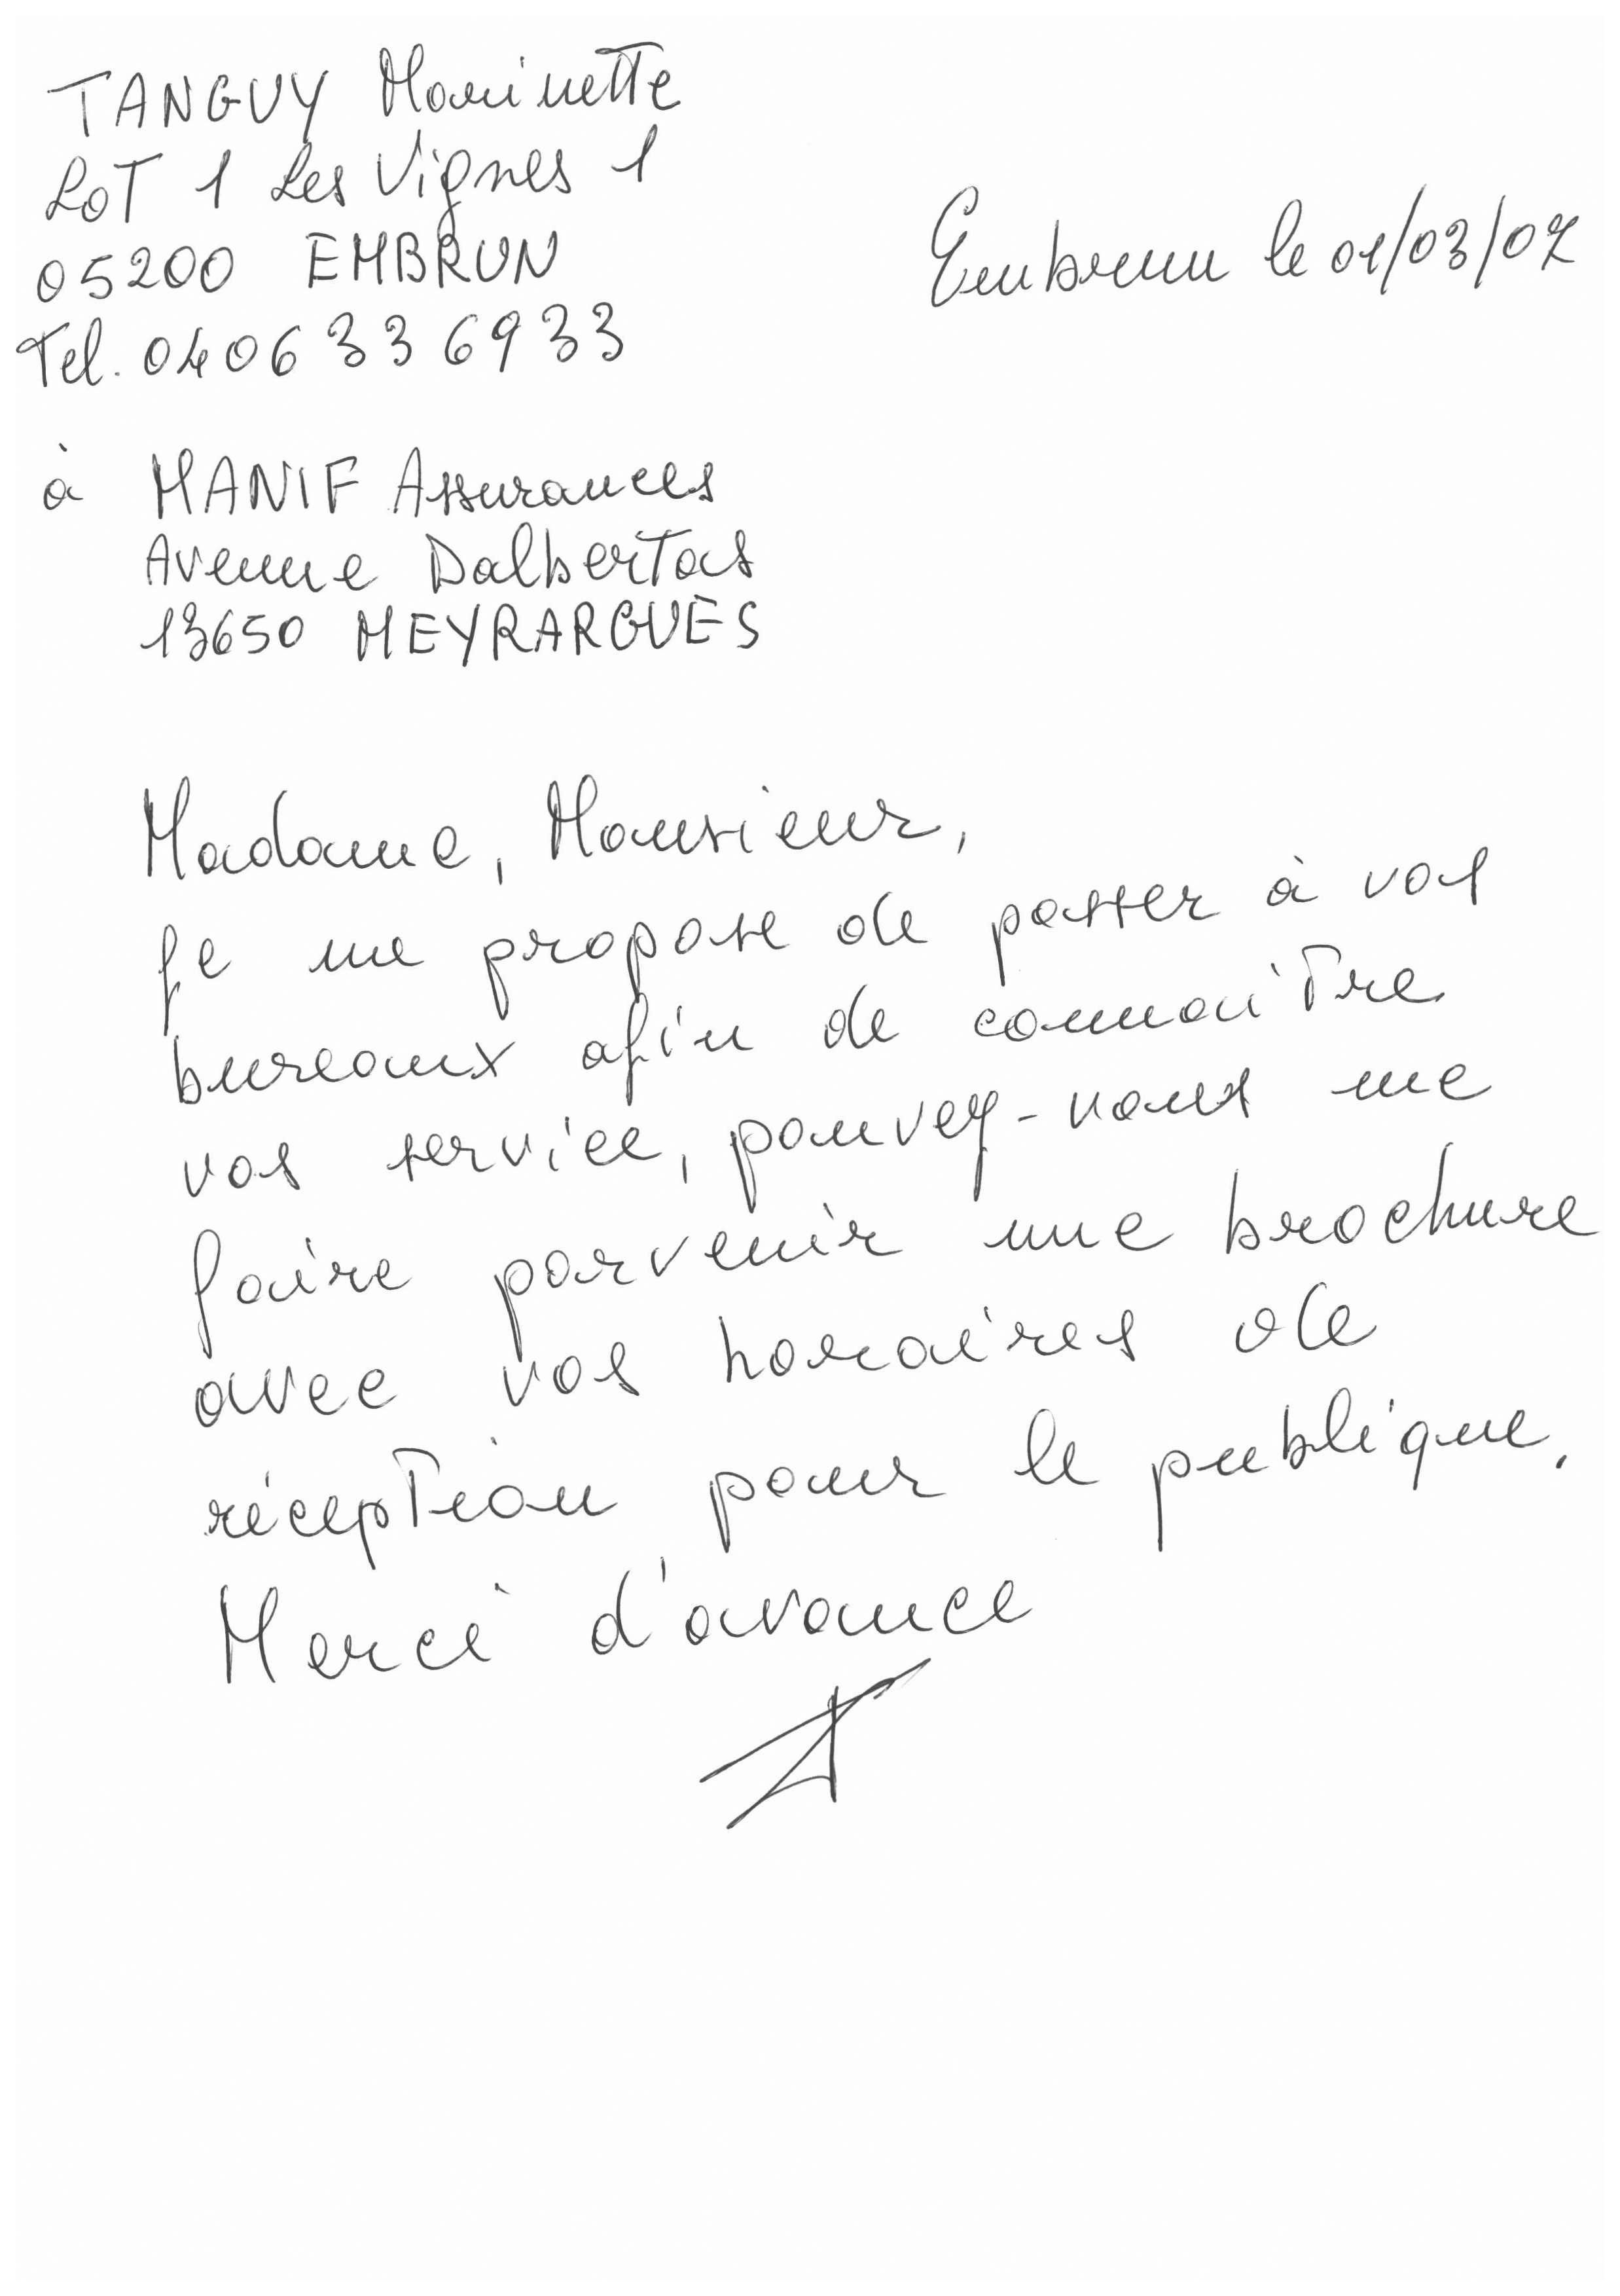 TANGUY Marinette
LOT 1 Les Vignes 1
05200 EMBRUN
Tel. 0406336933
Embrun le 01/03/07
à MANIF Assurances
Avenue Dalbertas
13650 MEYRARGUES
Madame, Monsieur,
Je me propose de passer à vos
bureaux afin de connaitre
vos service, pouvez-vous me
faire parvenir une brochure
avec vos horaires de
réception pour le publique.
Merci d'avance